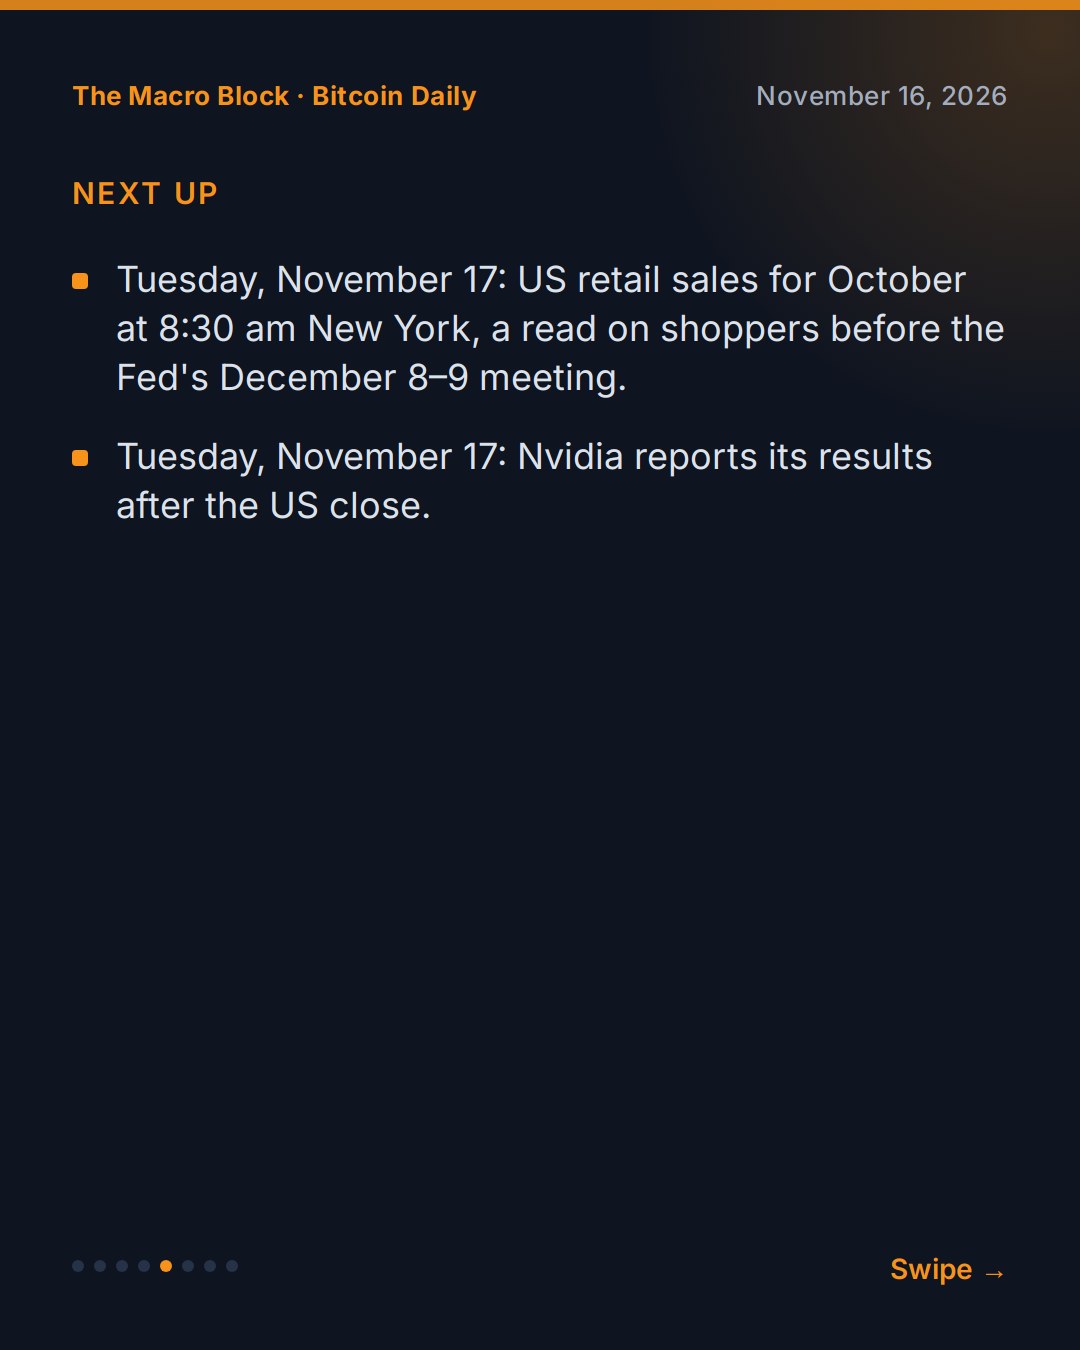 The Macro Block · Bitcoin Daily
November 16, 2026
NEXT UP
Tuesday, November 17: US retail sales for October
at 8:30 am New York, a read on shoppers before the
Fed's December 8–9 meeting.
Tuesday, November 17: Nvidia reports its results
after the US close.
Swipe →